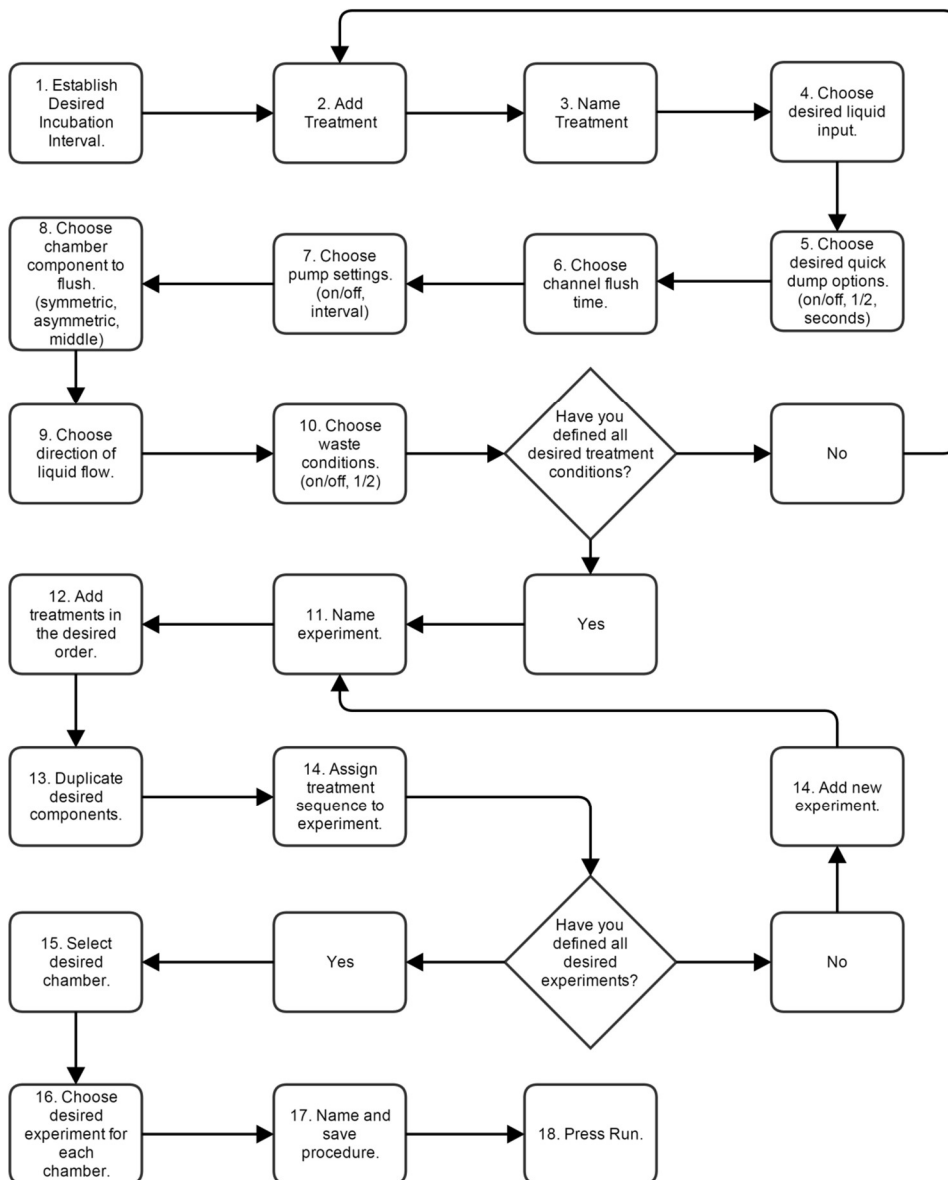 1. Establish
Desired
Incubation
Interval.
2. Add
Treatment
3. Name
Treatment
4. Choose
desired liquid
input.
5. Choose
desired quick
dump options.
(on/off, 1/2,
seconds)
6. Choose
channel flush
time.
7. Choose
pump settings.
(on/off,
interval)
8. Choose
chamber
component to
flush.
(symmetric,
asymmetric,
middle)
9. Choose
direction of
liquid flow.
10. Choose
waste
conditions.
(on/off, 1/2)
Have you
defined all
desired treatment
conditions?
No
Yes
11. Name
experiment.
12. Add
treatments in
the desired
order.
13. Duplicate
desired
components.
14. Assign
treatment
sequence to
experiment.
Have you
defined all
desired
experiments?
No
14. Add new
experiment.
Yes
15. Select
desired
chamber.
16. Choose
desired
experiment for
each
chamber.
17. Name and
save
procedure.
18. Press Run.